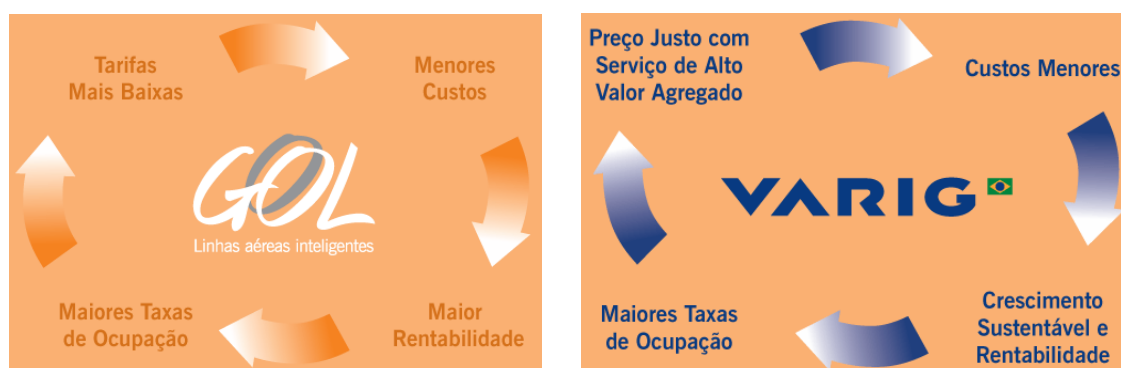 Tarifas
Mais Baixas
Menores
Custos
GOL
Linhas aéreas inteligentes
Maiores Taxas
de Ocupação
Maior
Rentabilidade
Preço Justo com
Serviço de Alto
Valor Agregado
Custos Menores
VARIG
Maiores Taxas
de Ocupação
Crescimento
Sustentável e
Rentabilidade